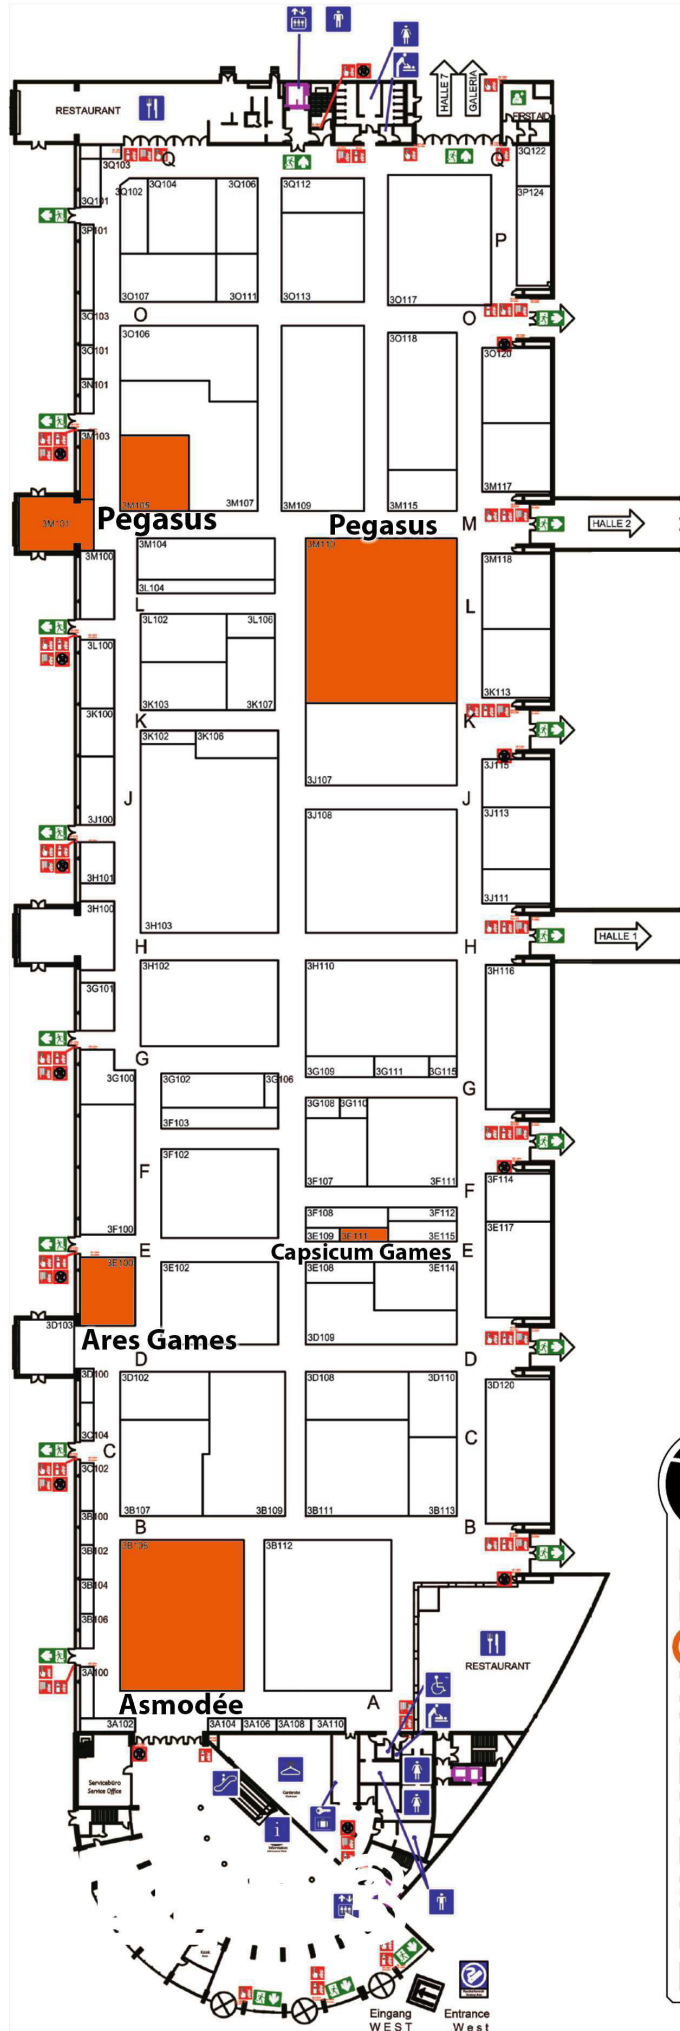 HALLE 7
GALERIA
RESTAURANT
FIRST AID
Q
Q
3Q103
3Q122
3Q101
3Q102
3Q104
3Q106
3Q112
3P124
3P101
P
3O107
3O111
3O113
3O117
3O103
O
O
3O106
3O118
3O101
3O120
3N101
3M103
3M105
3M107
3M109
3M115
3M117
3M101
Pegasus
Pegasus
M
HALLE 2
3M104
3M110
3M100
3M118
3L104
L
L
3L102
3L106
3L100
3K103
3K107
3K113
3K100
K
K
3K102
3K106
3J115
3J107
J
J
3J108
3J113
3J100
3H101
3J111
3H100
3H103
H
H
HALLE 1
3H102
3H110
3H116
3G101
G
3G109
3G111
3G115
3G100
3G102
3G106
G
3G108
3G110
3F103
3F102
F
3F107
3F111
F
3F114
3F108
3F112
3E117
3F100
3E109
3E111
3E115
E
E
Capsicum Games
3E100
3E102
3E108
3E114
3D103
Ares Games
3D109
D
D
3D100
3D102
3D108
3D110
3D120
3C104
C
C
3C102
3B107
3B109
3B111
3B113
3B100
B
B
3B105
3B112
3B102
3B104
3B106
RESTAURANT
3A100
Asmodée
A
3A102
3A104
3A106
3A108
3A110
Servicebüro
Service Office
Eingang
WEST
Entrance
West